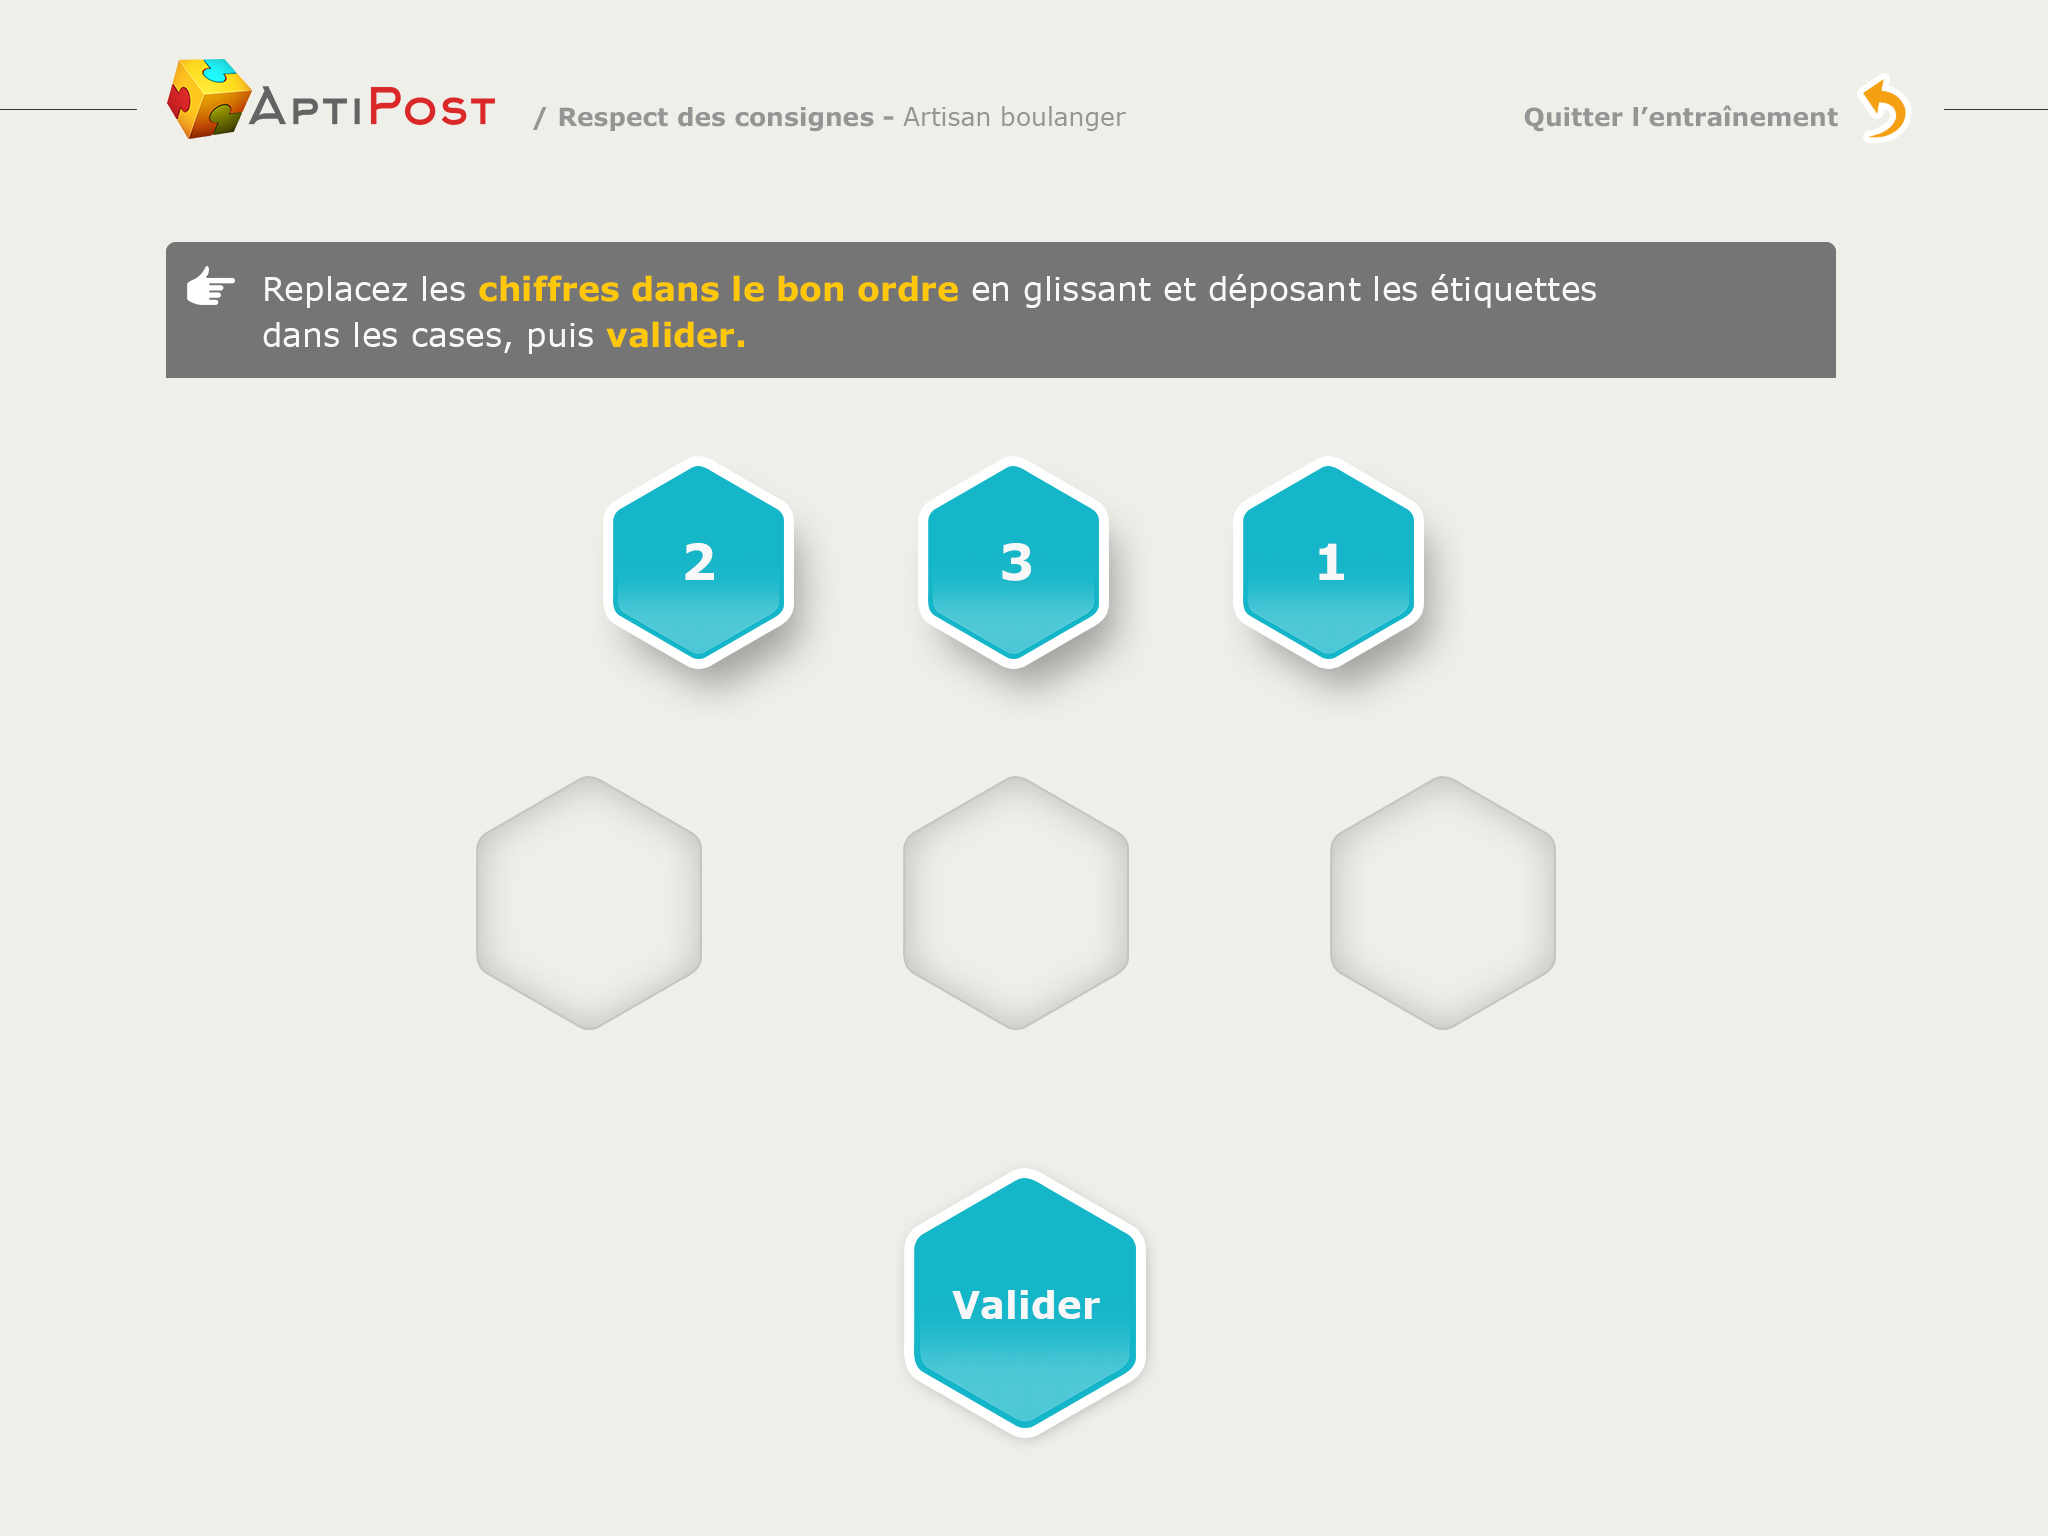 APTIPOST / Respect des consignes - Artisan boulanger
Quitter l’entraînement
Replacez les chiffres dans le bon ordre en glissant et déposant les étiquettes
dans les cases, puis valider.
2 3 1
Valider